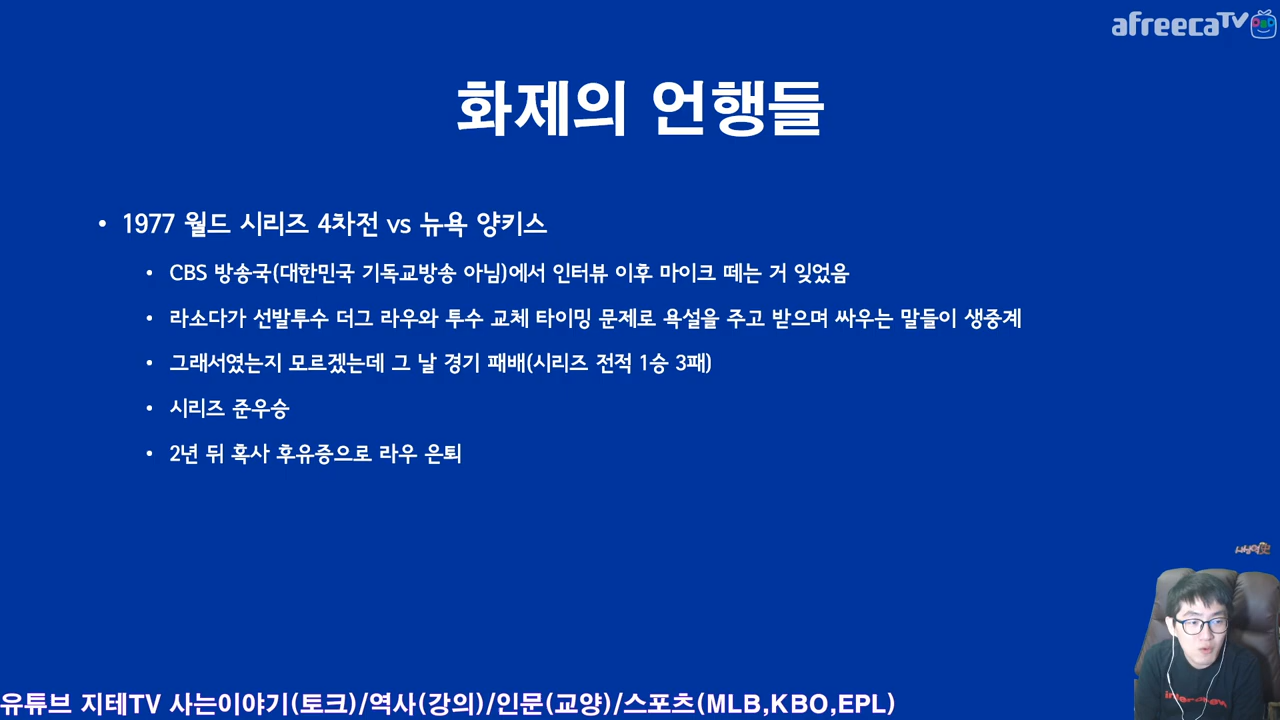 afreecaTV
화제의 언행들
• 1977 월드 시리즈 4차전 vs 뉴욕 양키스
• CBS 방송국(대한민국 기독교방송 아님)에서 인터뷰 이후 마이크 떼는 거 잊었음
• 라소다가 선발투수 더그 라우와 투수 교체 타이밍 문제로 욕설을 주고 받으며 싸우는 말들이 생중계
• 그래서였는지 모르겠는데 그 날 경기 패배(시리즈 전적 1승 3패)
• 시리즈 준우승
• 2년 뒤 혹사 후유증으로 라우 은퇴
유튜브 지테TV 사는이야기(토크)/역사(강의)/인문(교양)/스포츠(MLB,KBO,EPL)